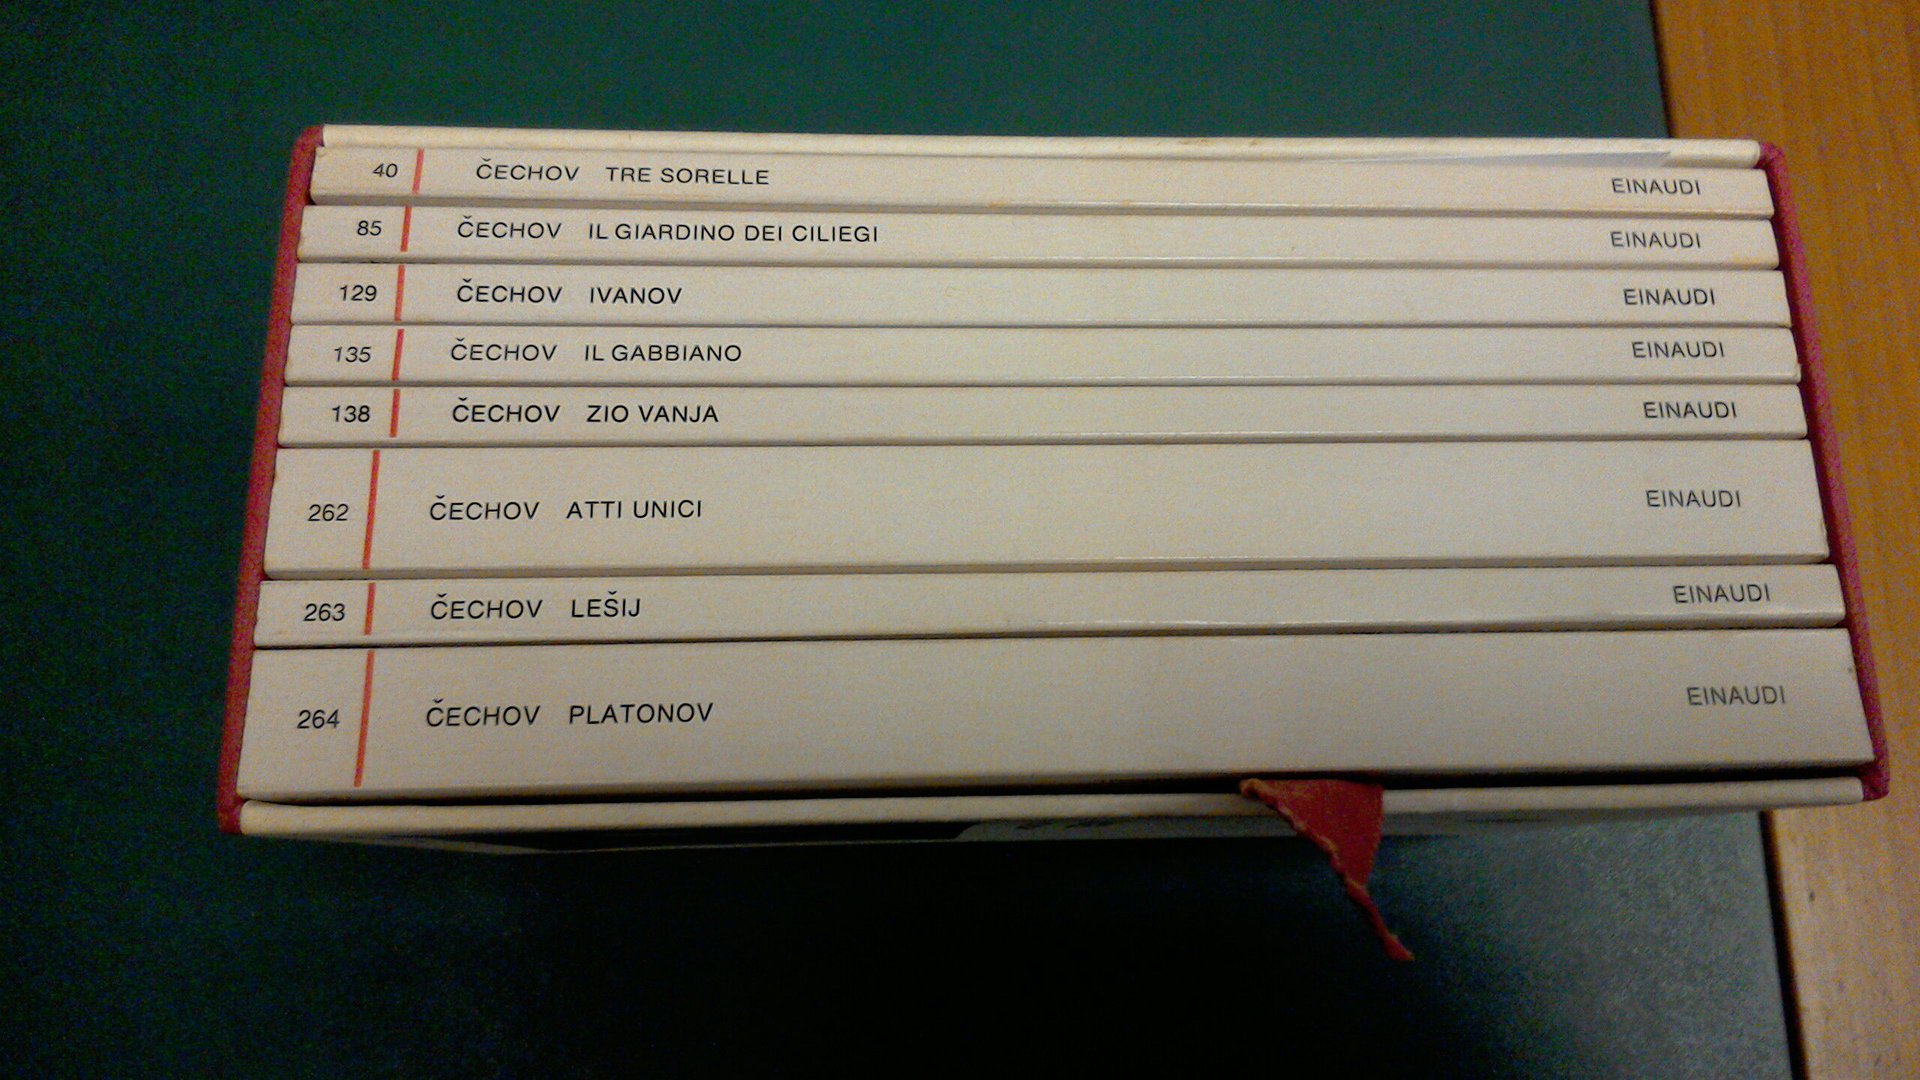 40 ČECHOV TRE SORELLE EINAUDI
85 ČECHOV IL GIARDINO DEI CILIEGI EINAUDI
129 ČECHOV IVANOV EINAUDI
135 ČECHOV IL GABBIANO EINAUDI
138 ČECHOV ZIO VANJA EINAUDI
262 ČECHOV ATTI UNICI EINAUDI
263 ČECHOV LEŠIJ EINAUDI
264 ČECHOV PLATONOV EINAUDI